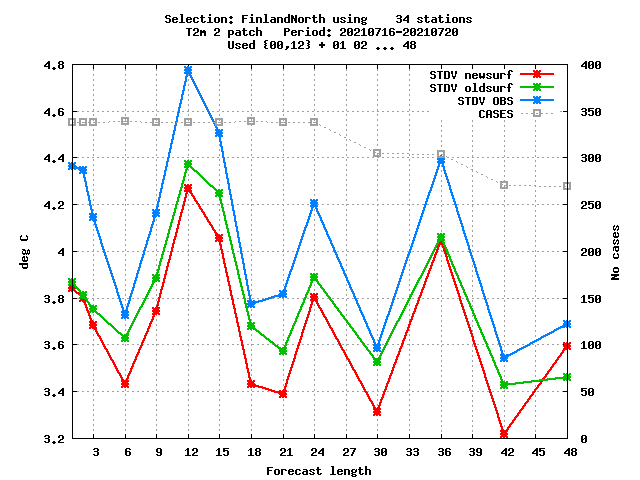 Selection: FinlandNorth using 34 stations
T2m 2 patch Period: 20210716-20210720
Used {00,12} + 01 02 ... 48
STDV newsurf
STDV oldsurf
STDV OBS
CASES
4.8
4.6
4.4
4.2
4
3.8
3.6
3.4
3.2
deg C
400
350
300
250
200
150
100
50
0
No cases
3 6 9 12 15 18 21 24 27 30 33 36 39 42 45 48
Forecast length